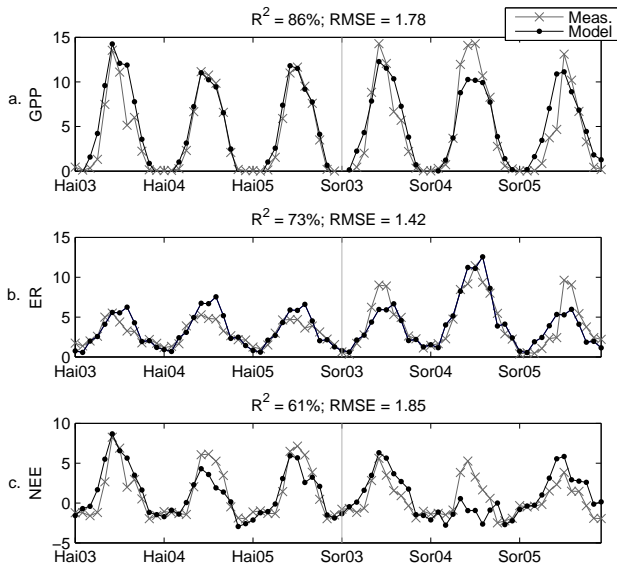 R² = 86%; RMSE = 1.78
Meas.
Model
15
10
5
0
a.
GPP
Hai03 Hai04 Hai05 Sor03 Sor04 Sor05
R² = 73%; RMSE = 1.42
15
10
5
0
b.
ER
Hai03 Hai04 Hai05 Sor03 Sor04 Sor05
R² = 61%; RMSE = 1.85
10
5
0
−5
c.
NEE
Hai03 Hai04 Hai05 Sor03 Sor04 Sor05